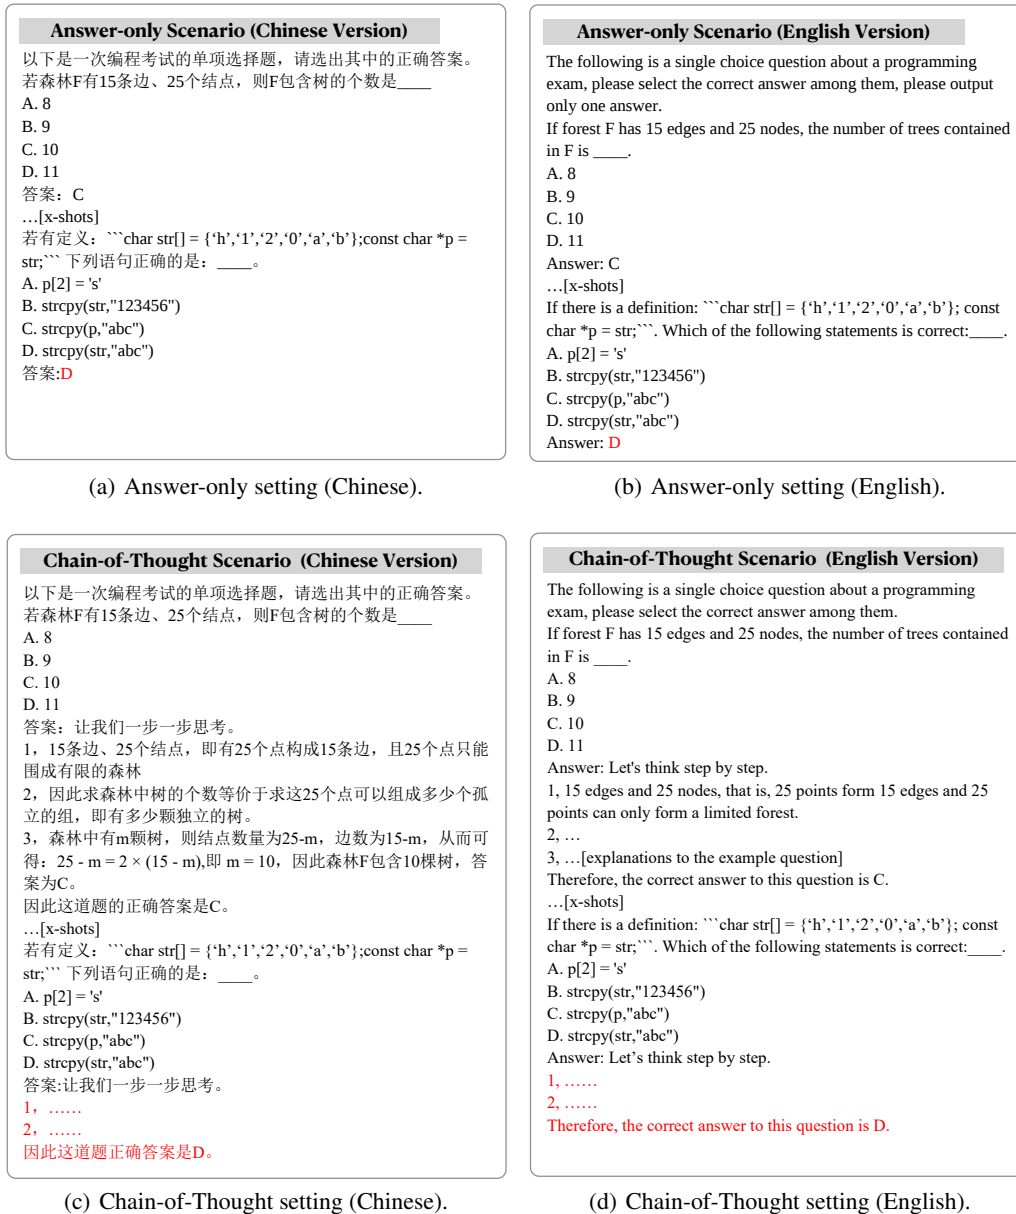 Answer-only Scenario (Chinese Version)
以下是一次编程考试的单项选择题，请选出其中的正确答案。
若森林F有15条边、25个结点，则F包含树的个数是____
A. 8
B. 9
C. 10
D. 11
答案：C
…[x-shots]
若有定义：```char str[] = {‘h’,‘1’,‘2’,‘0’,‘a’,‘b’};const char *p =
str;``` 下列语句正确的是：____。
A. p[2] = 's'
B. strcpy(str,"123456")
C. strcpy(p,"abc")
D. strcpy(str,"abc")
答案:D
(a) Answer-only setting (Chinese).
Answer-only Scenario (English Version)
The following is a single choice question about a programming
exam, please select the correct answer among them, please output
only one answer.
If forest F has 15 edges and 25 nodes, the number of trees contained
in F is ____.
A. 8
B. 9
C. 10
D. 11
Answer: C
…[x-shots]
If there is a definition: ```char str[] = {‘h’,‘1’,‘2’,‘0’,‘a’,‘b’}; const
char *p = str;```. Which of the following statements is correct:____.
A. p[2] = 's'
B. strcpy(str,"123456")
C. strcpy(p,"abc")
D. strcpy(str,"abc")
Answer: D
(b) Answer-only setting (English).
Chain-of-Thought Scenario (Chinese Version)
以下是一次编程考试的单项选择题，请选出其中的正确答案。
若森林F有15条边、25个结点，则F包含树的个数是____
A. 8
B. 9
C. 10
D. 11
答案：让我们一步一步思考。
1，15条边、25个结点，即有25个点构成15条边，且25个点只能
围成有限的森林
2，因此求森林中树的个数等价于求这25个点可以组成多少个孤
立的组，即有多少颗独立的树。
3，森林中有m颗树，则结点数量为25-m，边数为15-m，从而可
得：25 - m = 2 × (15 - m),即 m = 10，因此森林F包含10棵树，答
案为C。
因此这道题的正确答案是C。
…[x-shots]
若有定义：```char str[] = {‘h’,‘1’,‘2’,‘0’,‘a’,‘b’};const char *p =
str;``` 下列语句正确的是：____。
A. p[2] = 's'
B. strcpy(str,"123456")
C. strcpy(p,"abc")
D. strcpy(str,"abc")
答案:让我们一步一步思考。
1，……
2，……
因此这道题正确答案是D。
(c) Chain-of-Thought setting (Chinese).
Chain-of-Thought Scenario (English Version)
The following is a single choice question about a programming
exam, please select the correct answer among them.
If forest F has 15 edges and 25 nodes, the number of trees contained
in F is ____.
A. 8
B. 9
C. 10
D. 11
Answer: Let's think step by step.
1, 15 edges and 25 nodes, that is, 25 points form 15 edges and 25
points can only form a limited forest.
2, …
3, …[explanations to the example question]
Therefore, the correct answer to this question is C.
…[x-shots]
If there is a definition: ```char str[] = {‘h’,‘1’,‘2’,‘0’,‘a’,‘b’}; const
char *p = str;```. Which of the following statements is correct:____.
A. p[2] = 's'
B. strcpy(str,"123456")
C. strcpy(p,"abc")
D. strcpy(str,"abc")
Answer: Let’s think step by step.
1, ……
2, ……
Therefore, the correct answer to this question is D.
(d) Chain-of-Thought setting (English).